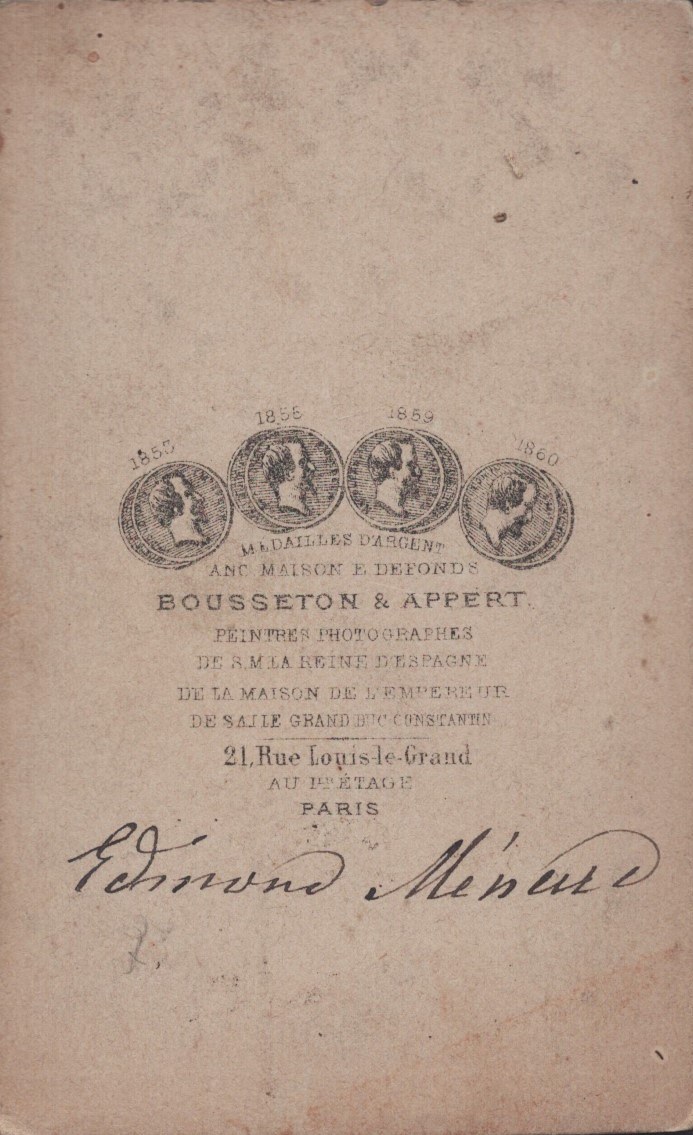 1853 1855 1859 1860
MÉDAILLES D'ARGENT
ANC. MAISON E. DEFONDS
BOUSSETON & APPERT.
PEINTRES PHOTOGRAPHES
DE S.M. LA REINE D'ESPAGNE
DE LA MAISON DE L'EMPEREUR
DE S.A.I. LE GRAND DUC CONSTANTIN
21, Rue Louis-le-Grand
AU 1ER ÉTAGE
PARIS
Edmond Ménard